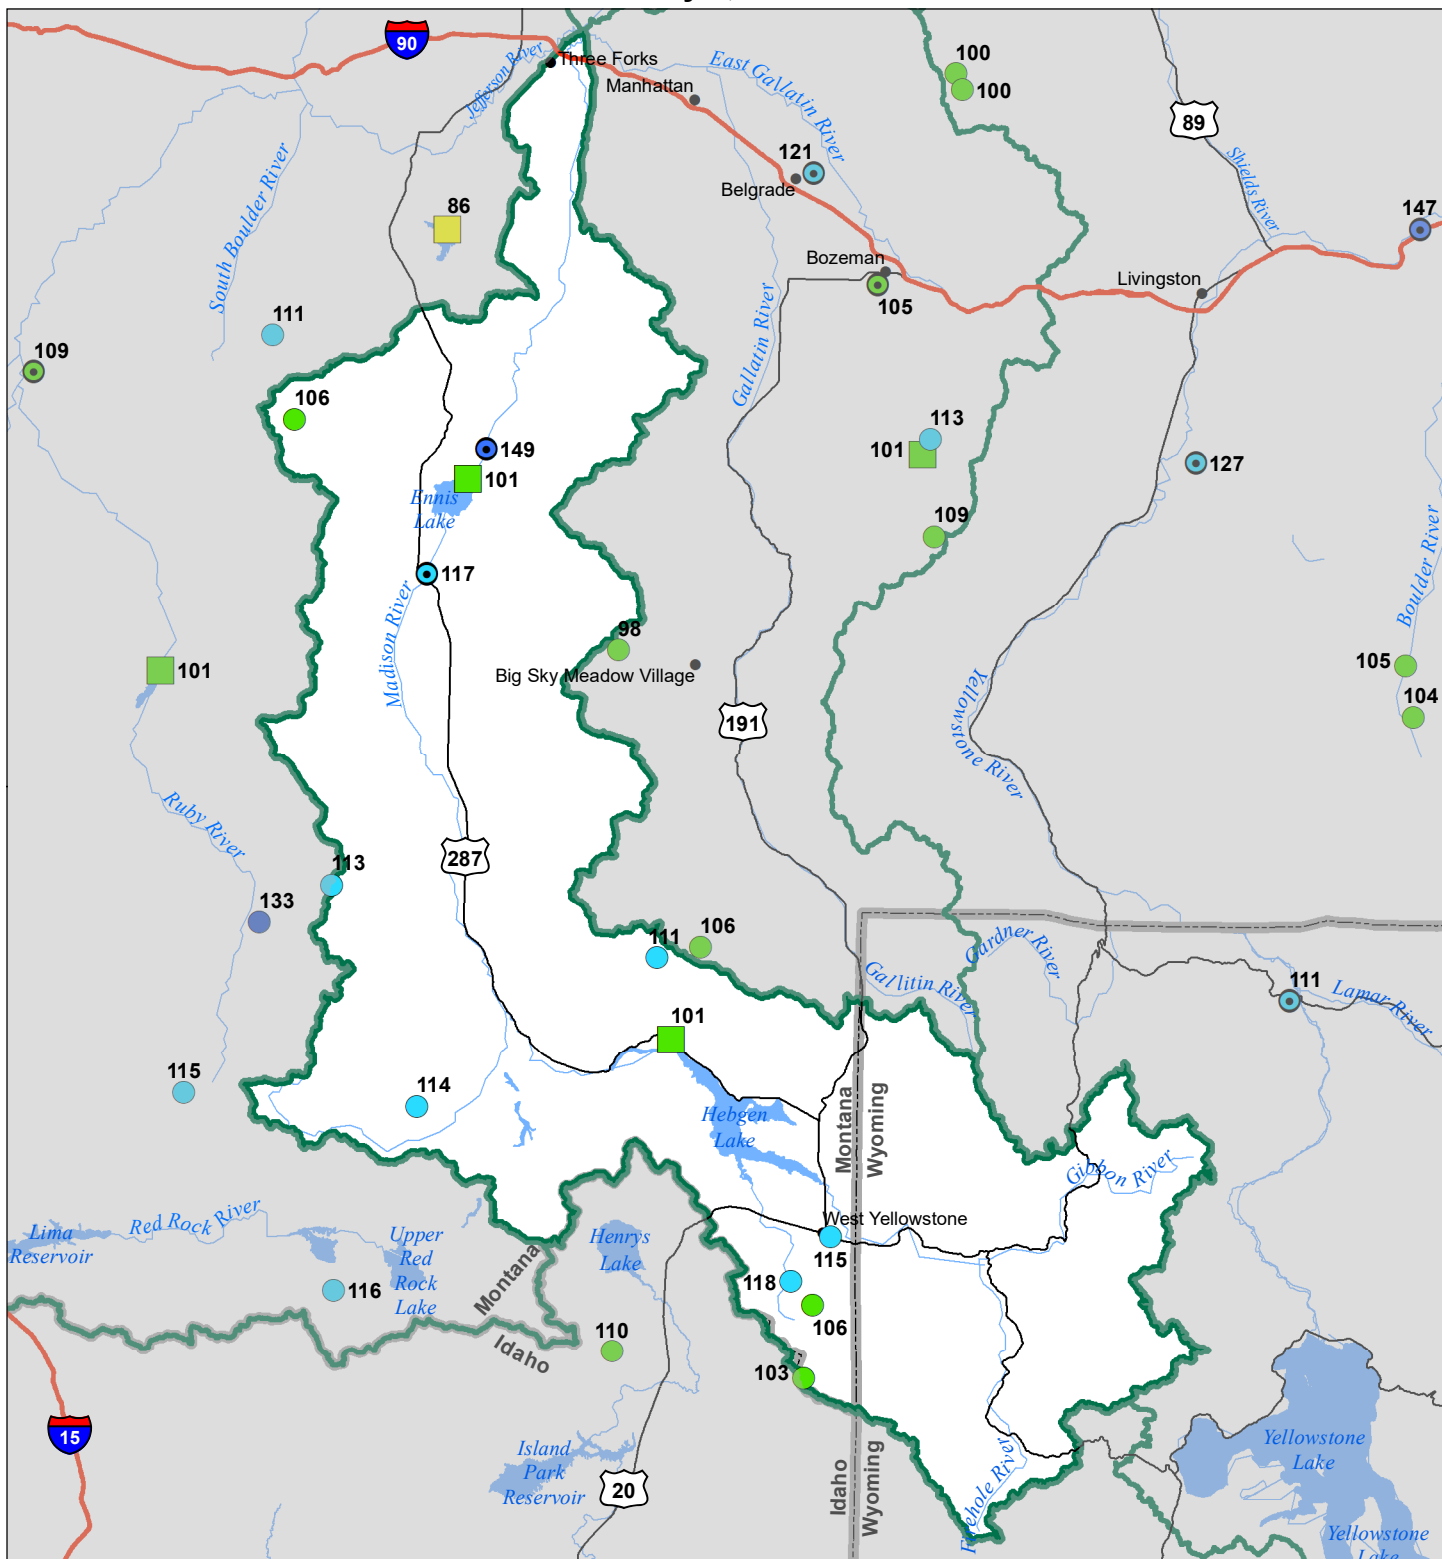 90
Jefferson River
Three Forks
Manhattan
East Gallatin River
100
100
89
121
Belgrade
Shields River
South Boulder River
86
147
Bozeman
105
Livingston
Gallatin River
111
109
106
149
101
Ennis
Lake
113
101
127
109
Boulder River
117
Madison River
98
Big Sky Meadow Village
101
105
104
191
Yellowstone River
Ruby River
287
113
133
111
106
Gallitin River
Gardner River
111
Lamar River
101
115
114
Hebgen
Lake
Montana
Wyoming
Gibbon River
Lima
Reservoir
Red Rock River
Upper
Red
Rock
Lake
Henrys
Lake
West Yellowstone
115
118
106
116
Montana
Idaho
110
103
15
Island
Park
Reservoir
20
Idaho
Wyoming
Firehole River
Yellowstone
Lake
Yellowstone
Lake